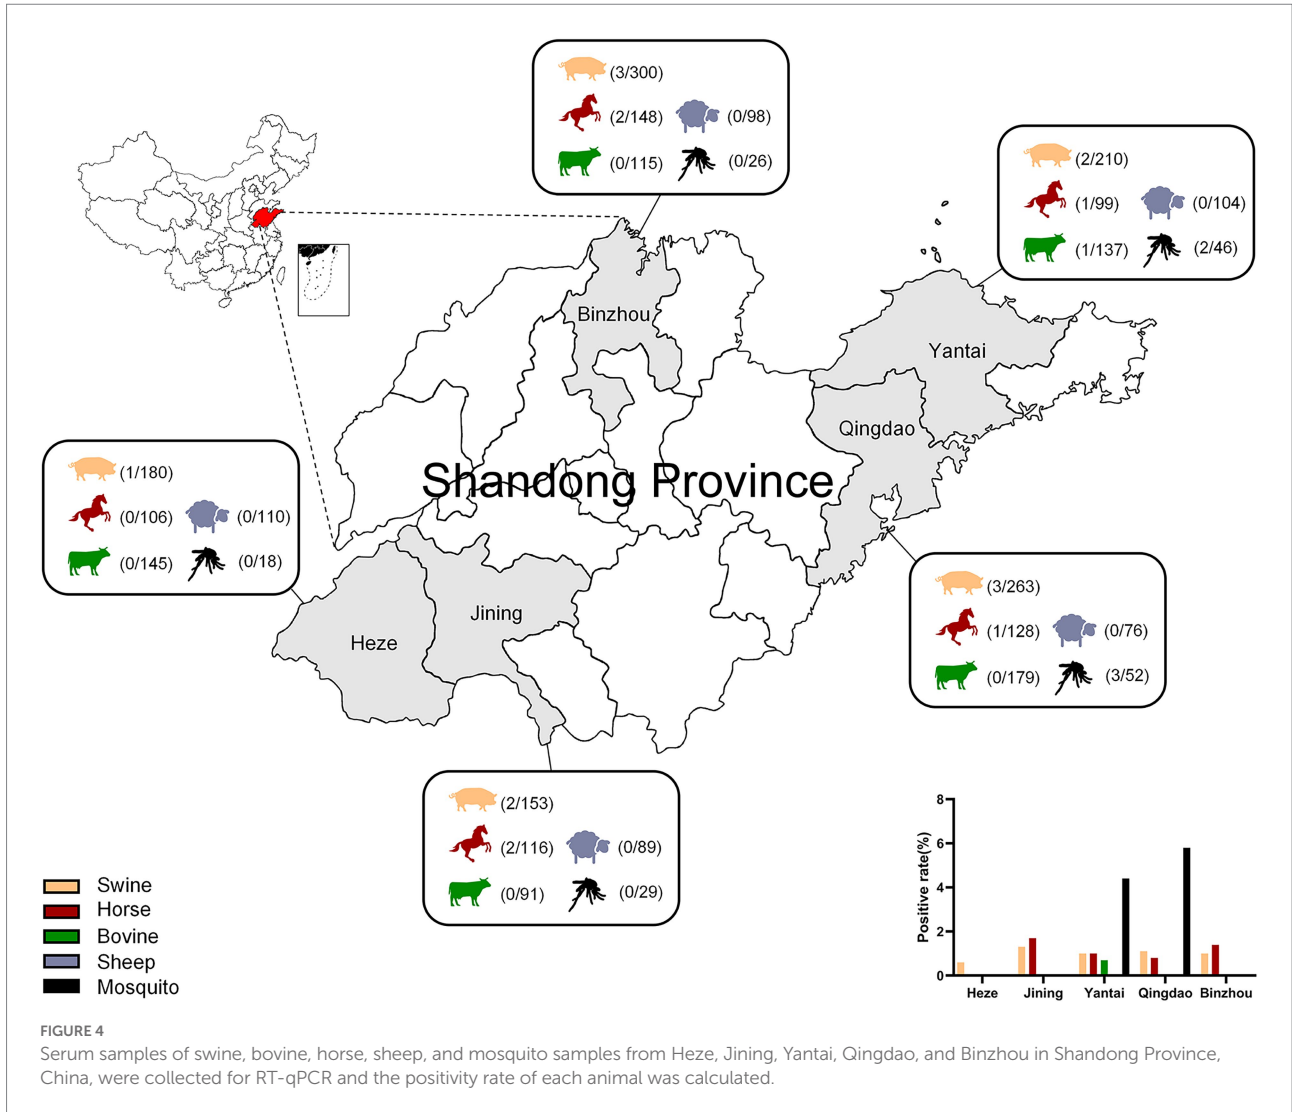 (3/300)
(2/148)
(0/98)
(0/115)
(0/26)
(2/210)
(1/99)
(0/104)
(1/137)
(2/46)
Binzhou
Yantai
Qingdao
Shandong Province
(1/180)
(0/106)
(0/110)
(0/145)
(0/18)
Jining
Heze
(3/263)
(1/128)
(0/76)
(0/179)
(3/52)
(2/153)
(2/116)
(0/89)
(0/91)
(0/29)
Swine
Horse
Bovine
Sheep
Mosquito
Positive rate(%)
8
6
4
2
0
Heze Jining Yantai Qingdao Binzhou
FIGURE 4
Serum samples of swine, bovine, horse, sheep, and mosquito samples from Heze, Jining, Yantai, Qingdao, and Binzhou in Shandong Province,
China, were collected for RT-qPCR and the positivity rate of each animal was calculated.